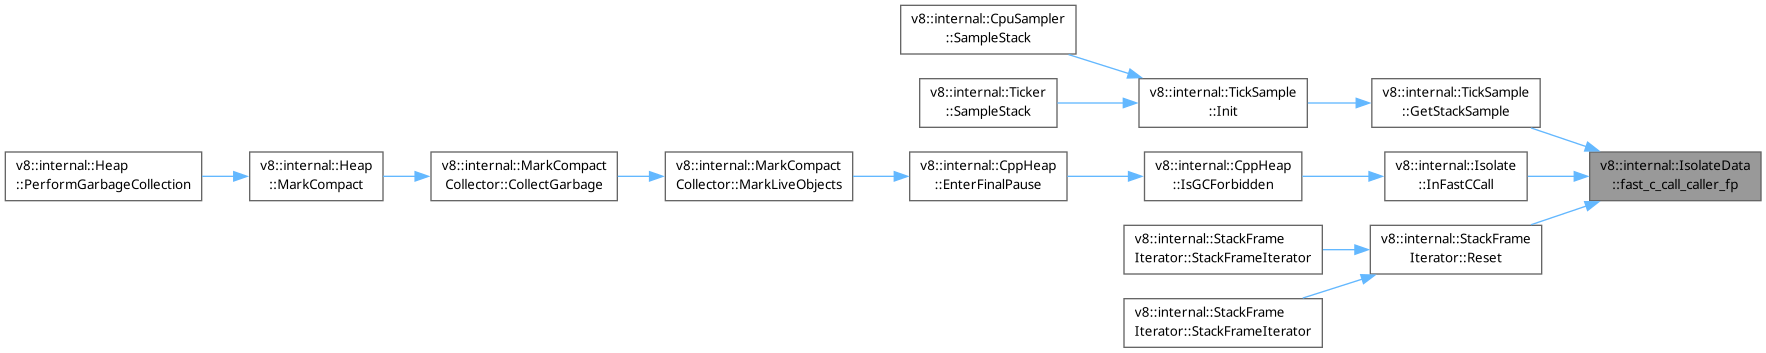 v8::internal::CpuSampler
::SampleStack
v8::internal::Ticker
::SampleStack
v8::internal::TickSample
::Init
v8::internal::TickSample
::GetStackSample
v8::internal::Heap
::PerformGarbageCollection
v8::internal::Heap
::MarkCompact
v8::internal::MarkCompact
Collector::CollectGarbage
v8::internal::MarkCompact
Collector::MarkLiveObjects
v8::internal::CppHeap
::EnterFinalPause
v8::internal::CppHeap
::IsGCForbidden
v8::internal::Isolate
::InFastCCall
v8::internal::IsolateData
::fast_c_call_caller_fp
v8::internal::StackFrame
Iterator::StackFrameIterator
v8::internal::StackFrame
Iterator::Reset
v8::internal::StackFrame
Iterator::StackFrameIterator